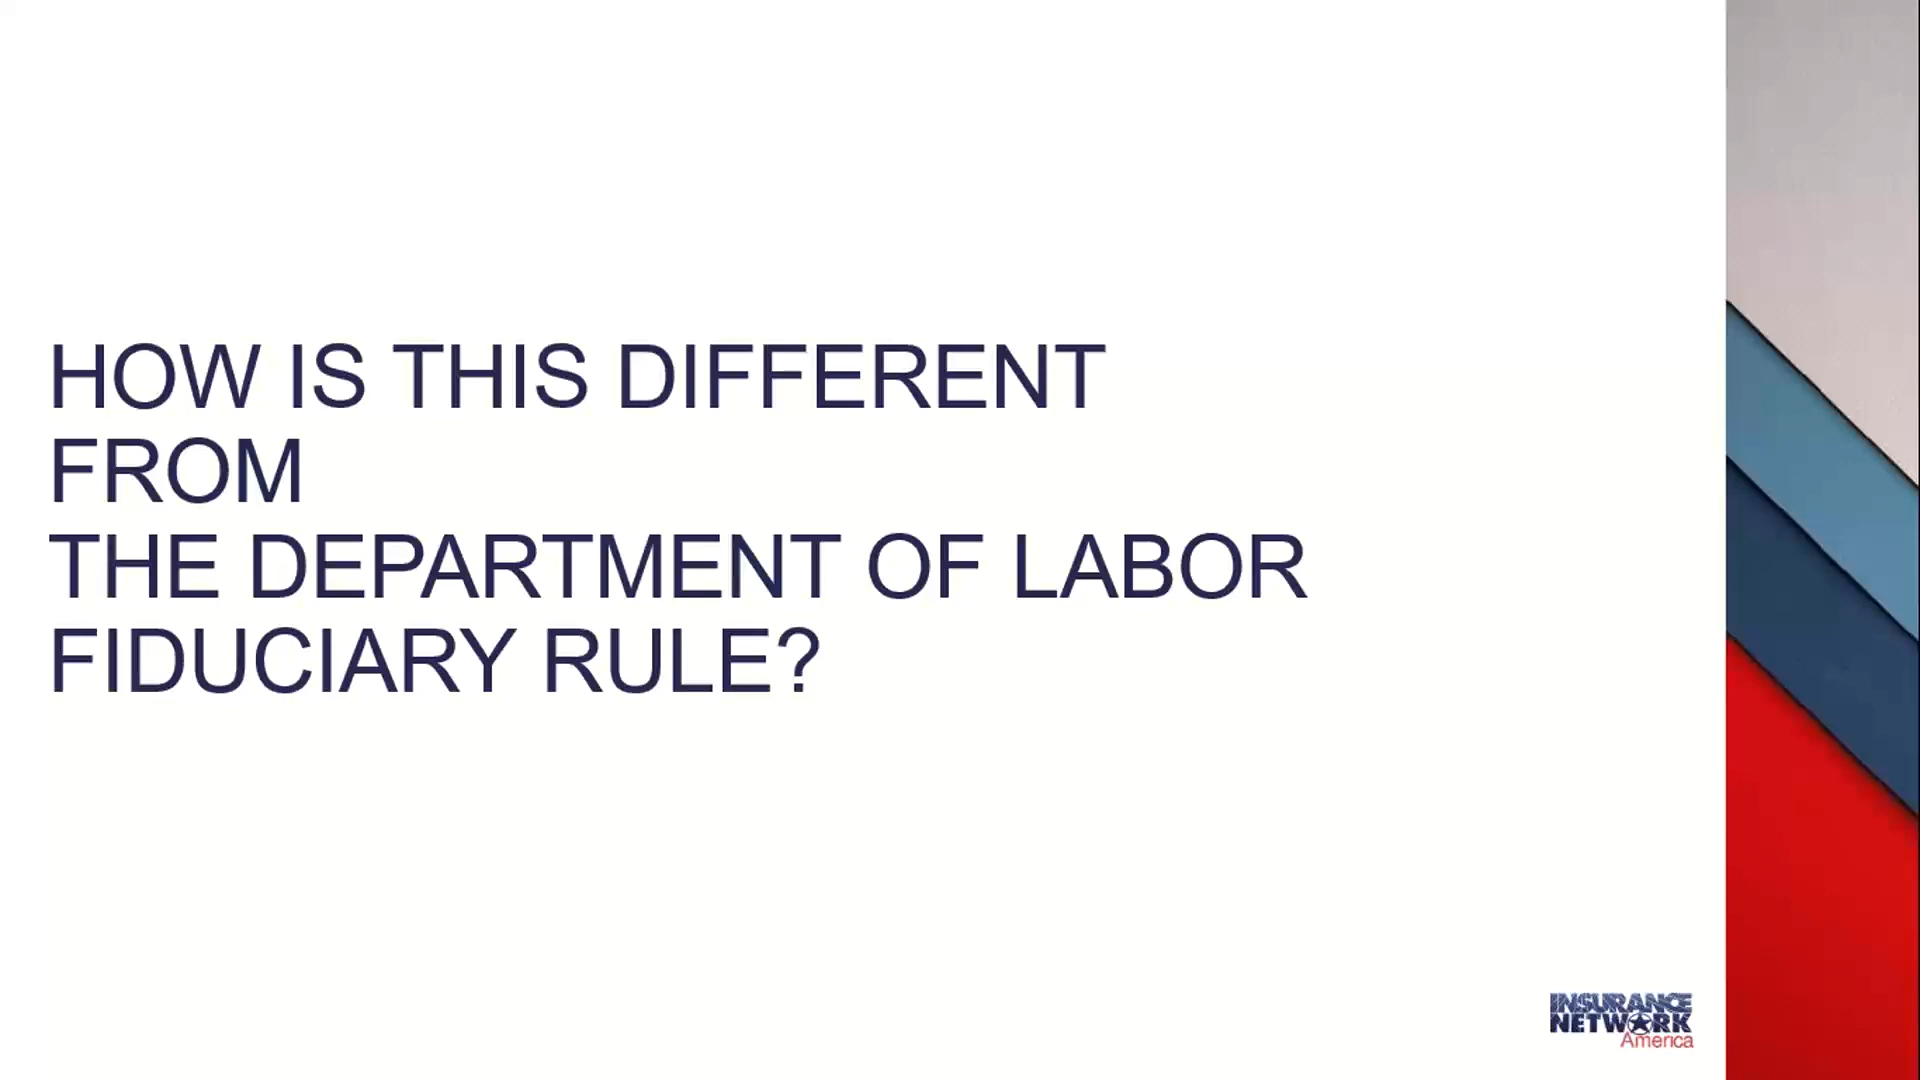 HOW IS THIS DIFFERENT
FROM
THE DEPARTMENT OF LABOR
FIDUCIARY RULE?
INSURANCE
NETWORK
America